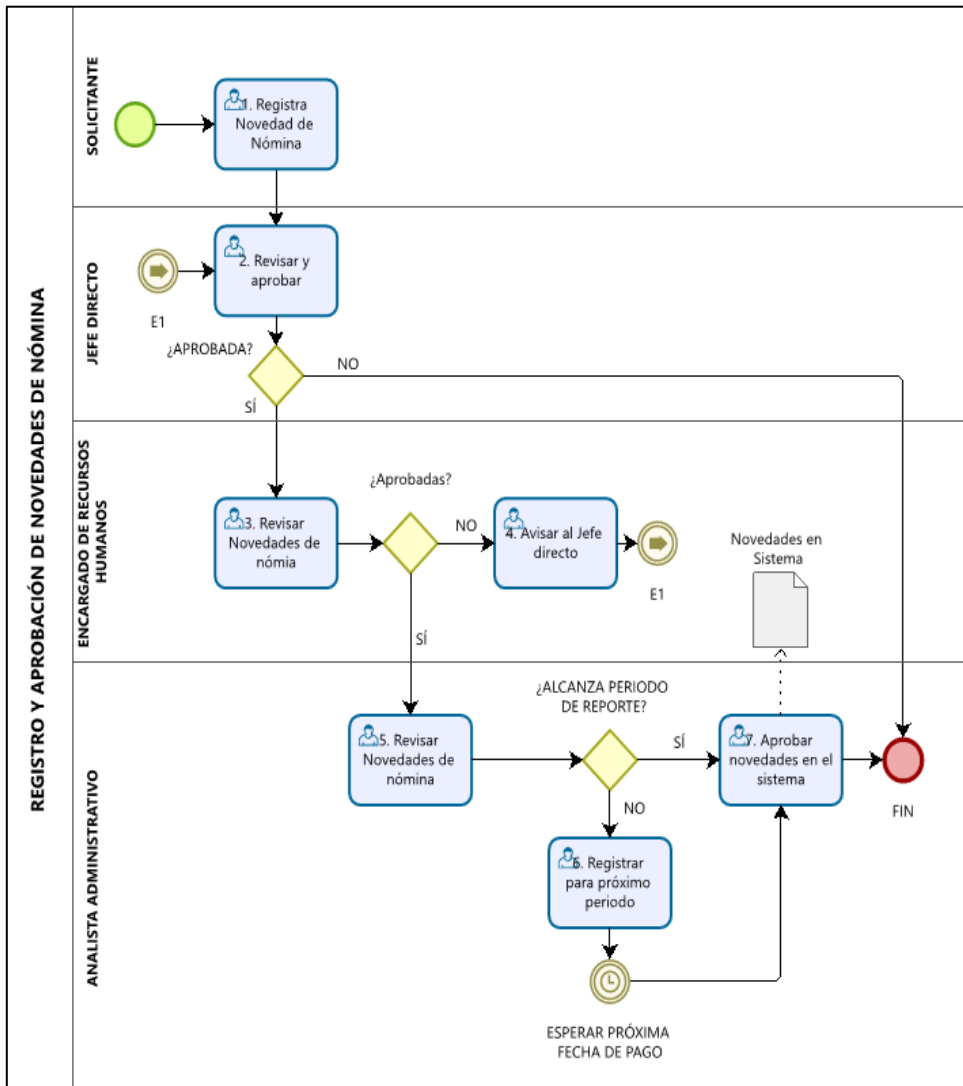 REGISTRO Y APROBACIÓN DE NOVEDADES DE NÓMINA
SOLICITANTE
1. Registra
Novedad de
Nómina
JEFE DIRECTO
2. Revisar y
aprobar
E1
¿APROBADA?
NO
SÍ
ENCARGADO DE RECURSOS
HUMANOS
3. Revisar
Novedades de
nómia
¿Aprobadas?
NO
4. Avisar al Jefe
directo
E1
SÍ
Novedades en
Sistema
ANALISTA ADMINISTRATIVO
5. Revisar
Novedades de
nómina
¿ALCANZA PERIODO
DE REPORTE?
SÍ
7. Aprobar
novedades en el
sistema
FIN
NO
6. Registrar
para próximo
periodo
ESPERAR PRÓXIMA
FECHA DE PAGO